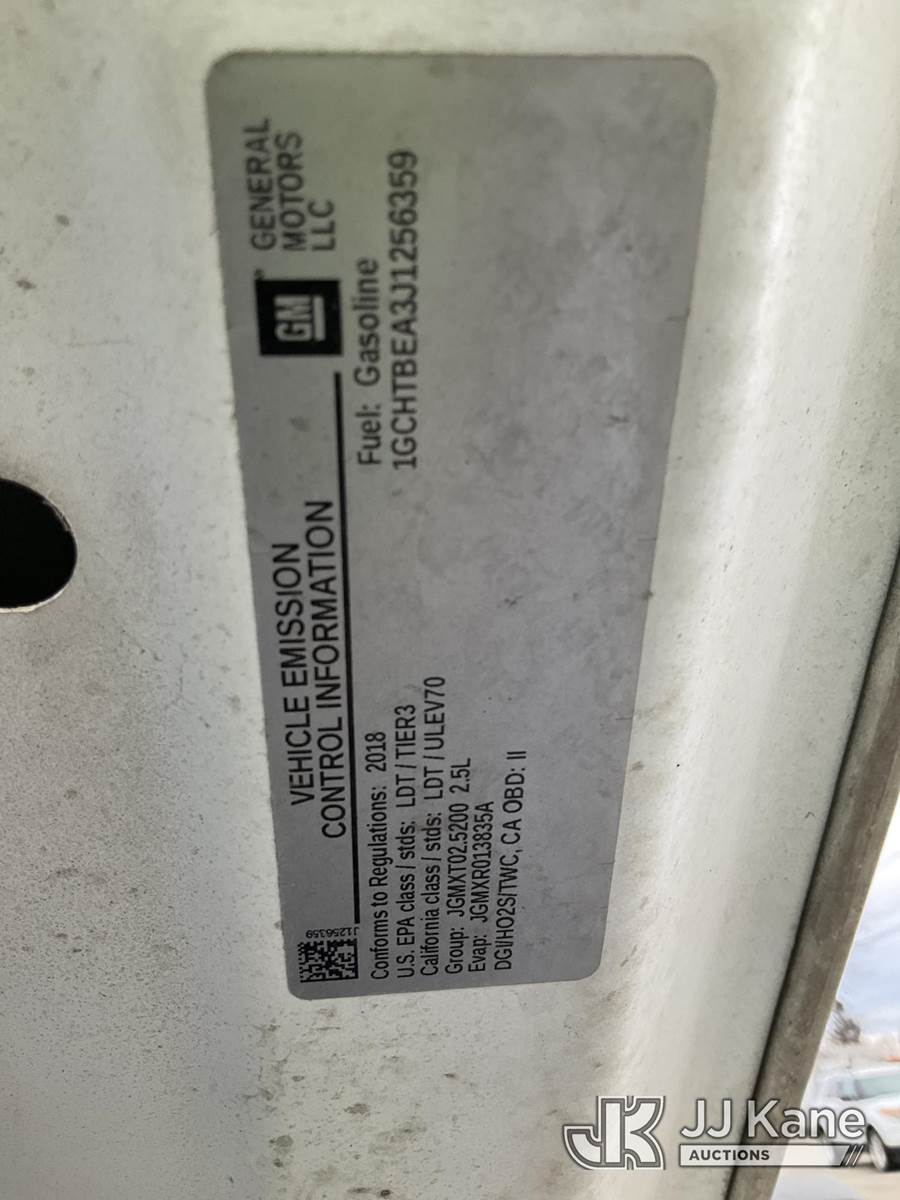 VEHICLE EMISSION
CONTROL INFORMATION
GM
GENERAL
MOTORS
LLC
J1256359
Fuel: Gasoline
1GCHTBEA3J1256359
Conforms to Regulations: 2018
U.S. EPA class / stds: LDT / TIER3
California class / stds: LDT / ULEV70
Group: JGMXT02.5200 2.5L
Evap: JGMXR013835A
DGI/HO2S/TWC, CA OBD: II
JK JJ Kane
AUCTIONS